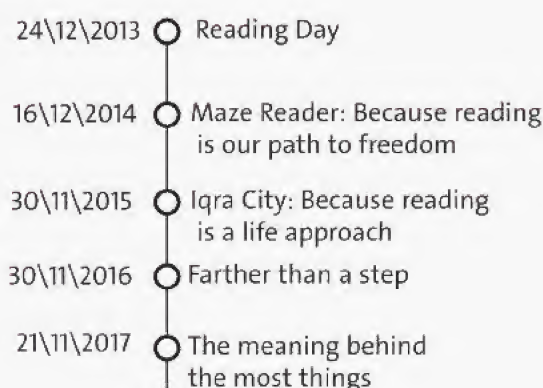 24\12\2013 Reading Day
16\12\2014 Maze Reader: Because reading
is our path to freedom
30\11\2015 Iqra City: Because reading
is a life approach
30\11\2016 Farther than a step
21\11\2017 The meaning behind
the most things